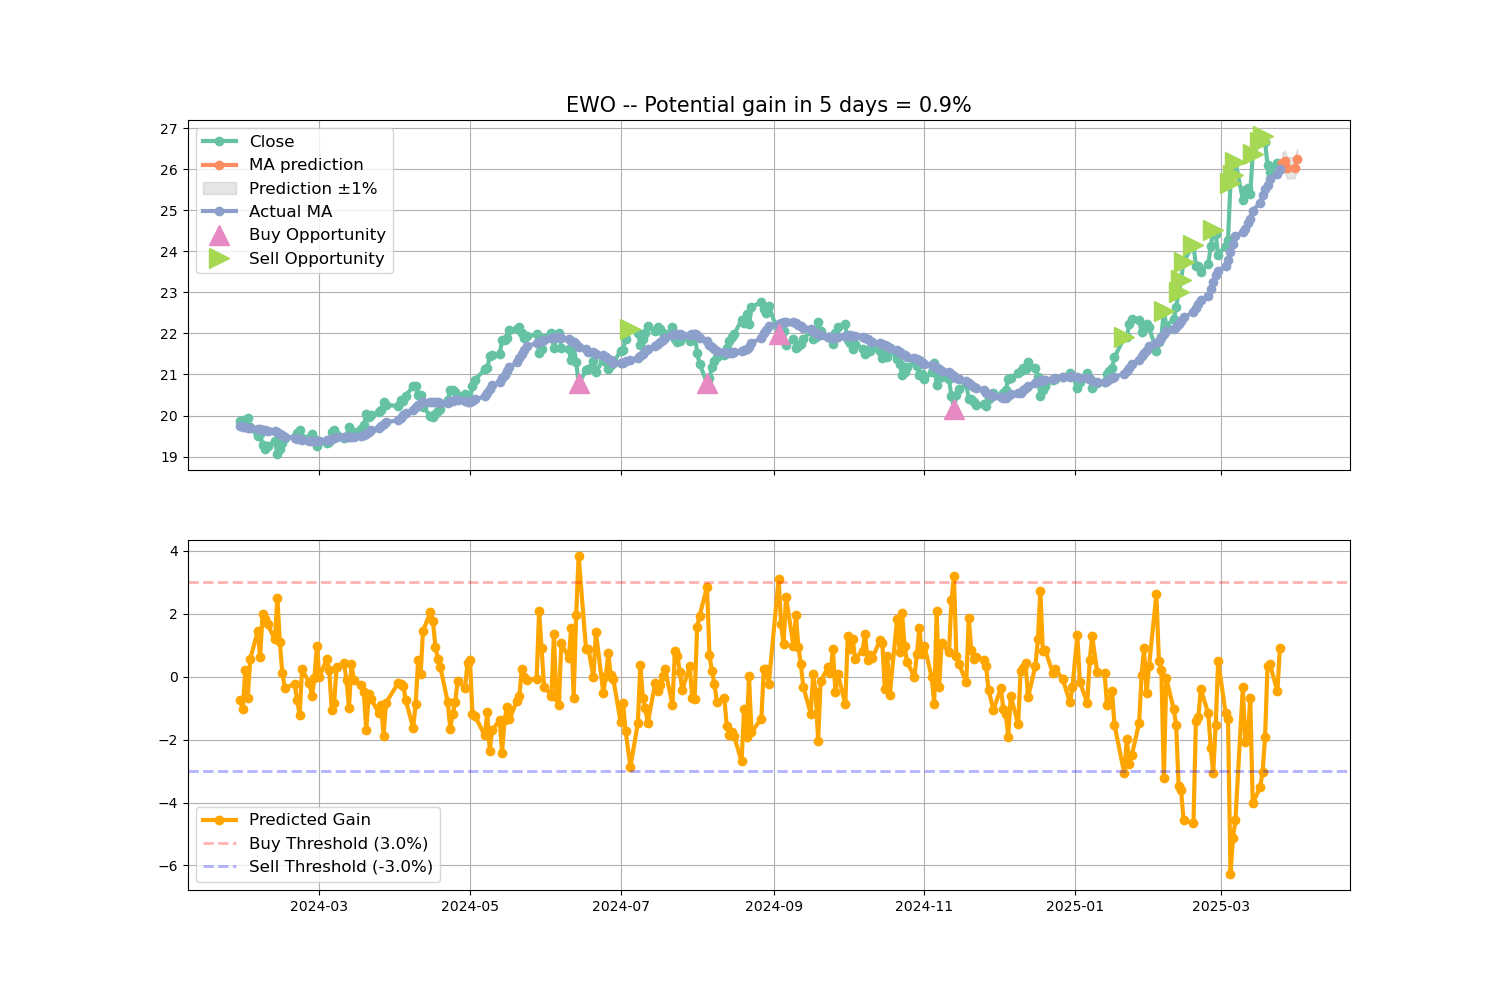 EWO -- Potential gain in 5 days = 0.9%
27
26
25
24
23
22
21
20
19
Close
MA prediction
Prediction ±1%
Actual MA
Buy Opportunity
Sell Opportunity
4
2
0
−2
−4
−6
Predicted Gain
Buy Threshold (3.0%)
Sell Threshold (-3.0%)
2024-03
2024-05
2024-07
2024-09
2024-11
2025-01
2025-03